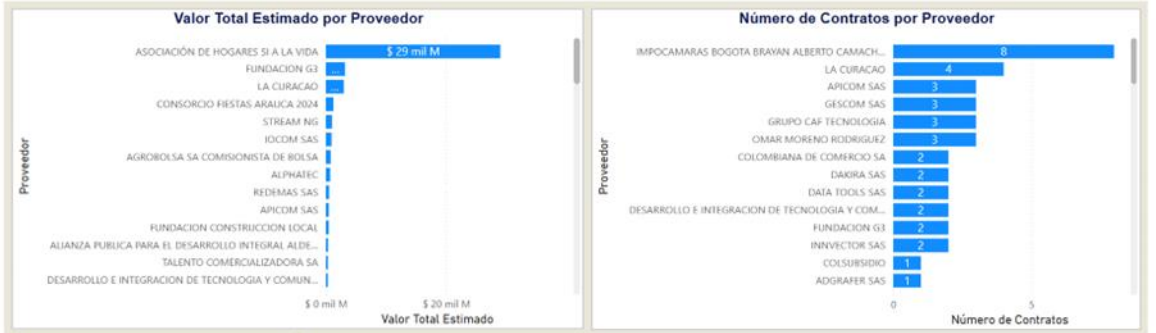 Valor Total Estimado por Proveedor
ASOCIACIÓN DE HOGARES SI A LA VIDA
$ 29 mil M
FUNDACION G3
...
LA CURACAO
...
CONSORCIO FIESTAS ARAUCA 2024
STREAM NG
IOCOM SAS
AGROBOLSA SA COMISIONISTA DE BOLSA
ALPHATEC
REDEMAS SAS
APICOM SAS
FUNDACION CONSTRUCCION LOCAL
ALIANZA PUBLICA PARA EL DESARROLLO INTEGRAL ALDE...
TALENTO COMERCIALIZADORA SA
DESARROLLO E INTEGRACION DE TECNOLOGIA Y COMUN...
Proveedor
$ 0 mil M
$ 20 mil M
Valor Total Estimado
Número de Contratos por Proveedor
IMPOCAMARAS BOGOTA BRAYAN ALBERTO CAMACH...
8
LA CURACAO
4
APICOM SAS
3
GESCOM SAS
3
GRUPO CAF TECNOLOGIA
3
OMAR MORENO RODRIGUEZ
3
COLOMBIANA DE COMERCIO SA
2
DAKIRA SAS
2
DATA TOOLS SAS
2
DESARROLLO E INTEGRACION DE TECNOLOGIA Y COM...
2
FUNDACION G3
2
INNVECTOR SAS
2
COLSUBSIDIO
1
ADGRAFER SAS
1
Proveedor
0
5
Número de Contratos